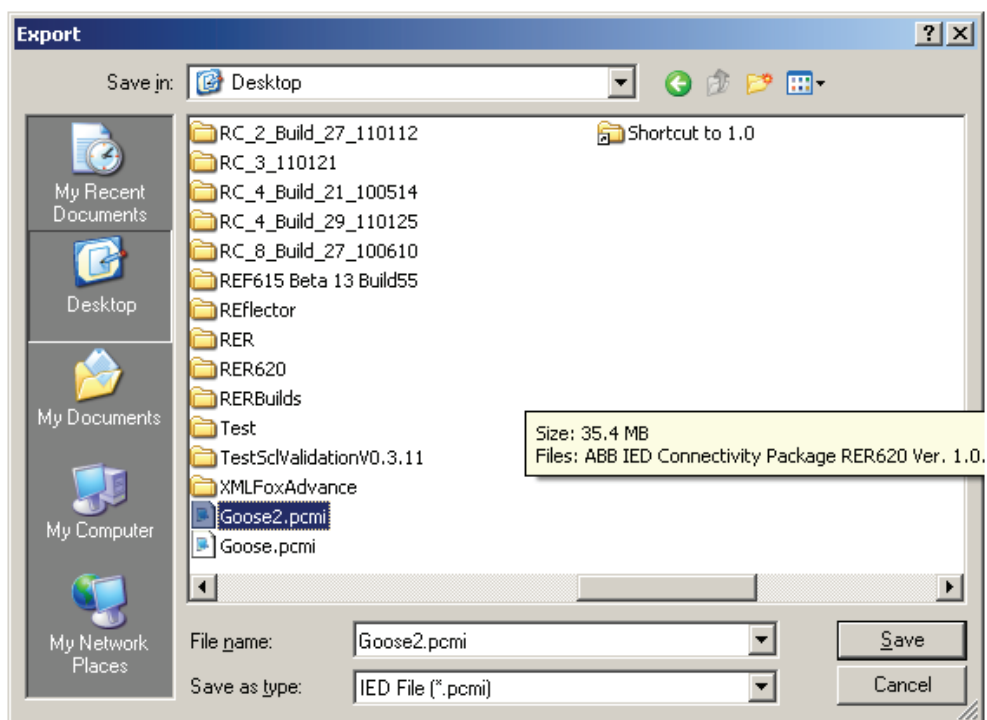 Export
Save in: Desktop
My Recent Documents
Desktop
My Documents
My Computer
My Network Places
RC_2_Build_27_110112
RC_3_110121
RC_4_Build_21_100514
RC_4_Build_29_110125
RC_8_Build_27_100610
REF615 Beta 13 Build55
REflector
RER
RER620
RERBuilds
Test
TestSclValidationV0.3.11
XMLFoxAdvance
Goose2.pcmi
Goose.pcmi
Shortcut to 1.0
Size: 35.4 MB
Files: ABB IED Connectivity Package RER620 Ver. 1.0.
File name: Goose2.pcmi
Save
Save as type: IED File (*.pcmi)
Cancel